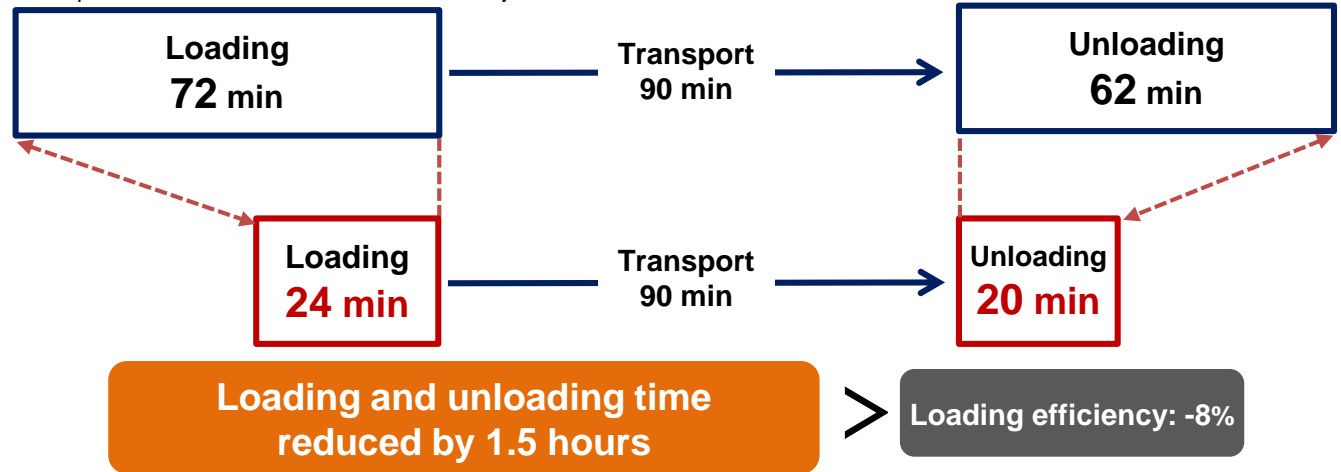 Loading
72 min
Transport
90 min
Unloading
62 min
Loading
24 min
Transport
90 min
Unloading
20 min
Loading and unloading time
reduced by 1.5 hours
>
Loading efficiency: -8%